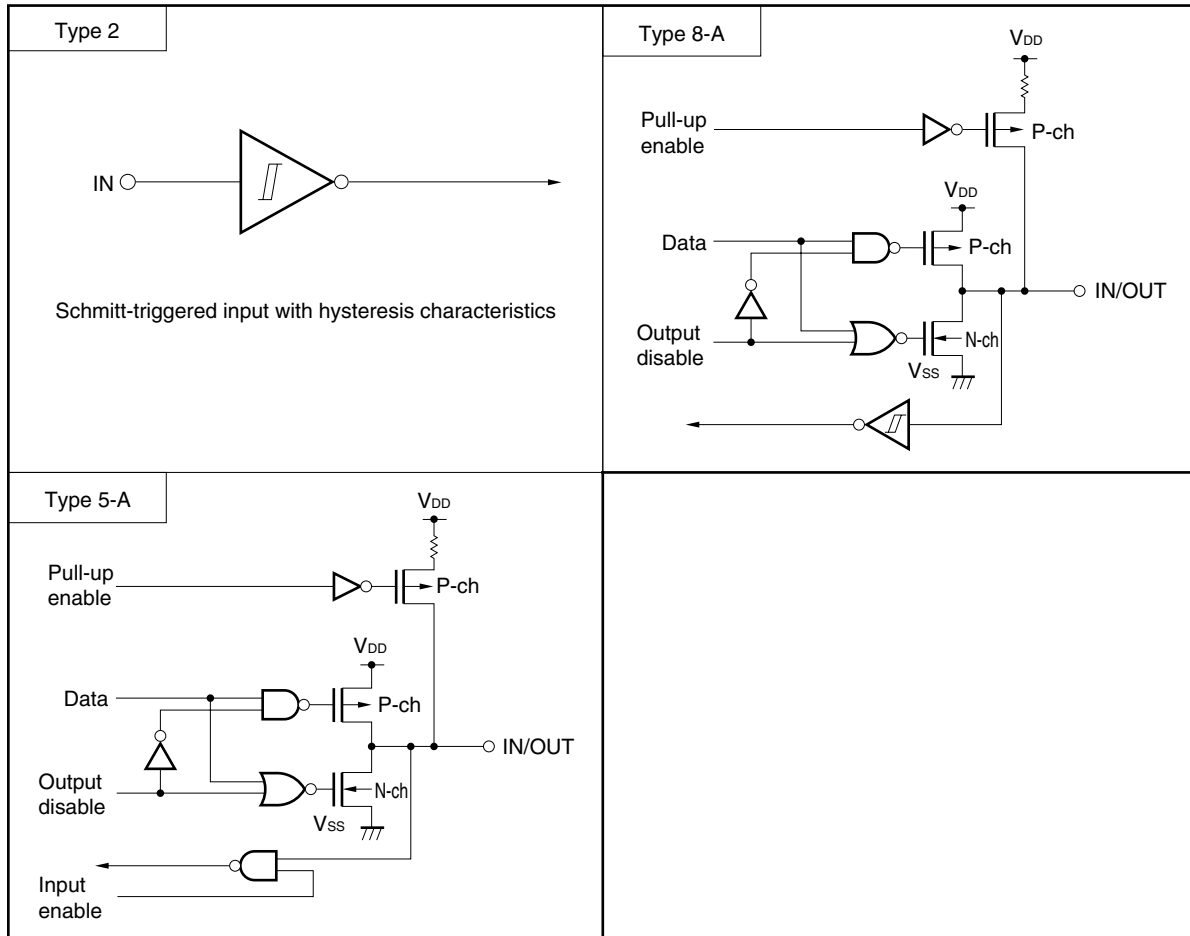 Type 2
IN
Schmitt-triggered input with hysteresis characteristics
Type 8-A
VDD
Pull-up
enable
P-ch
VDD
Data
P-ch
IN/OUT
Output
disable
N-ch
VSS
Type 5-A
VDD
Pull-up
enable
P-ch
VDD
Data
P-ch
IN/OUT
Output
disable
N-ch
VSS
Input
enable